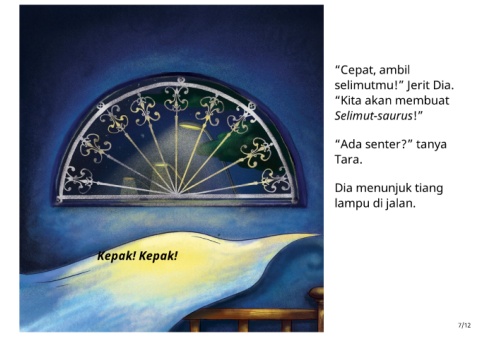 “Cepat, ambil
selimutmu!” Jerit Dia.
“Kita akan membuat
Selimut-saurus!”
“Ada senter?” tanya
Tara.
Dia menunjuk tiang
lampu di jalan.
Kepak! Kepak!
7/12